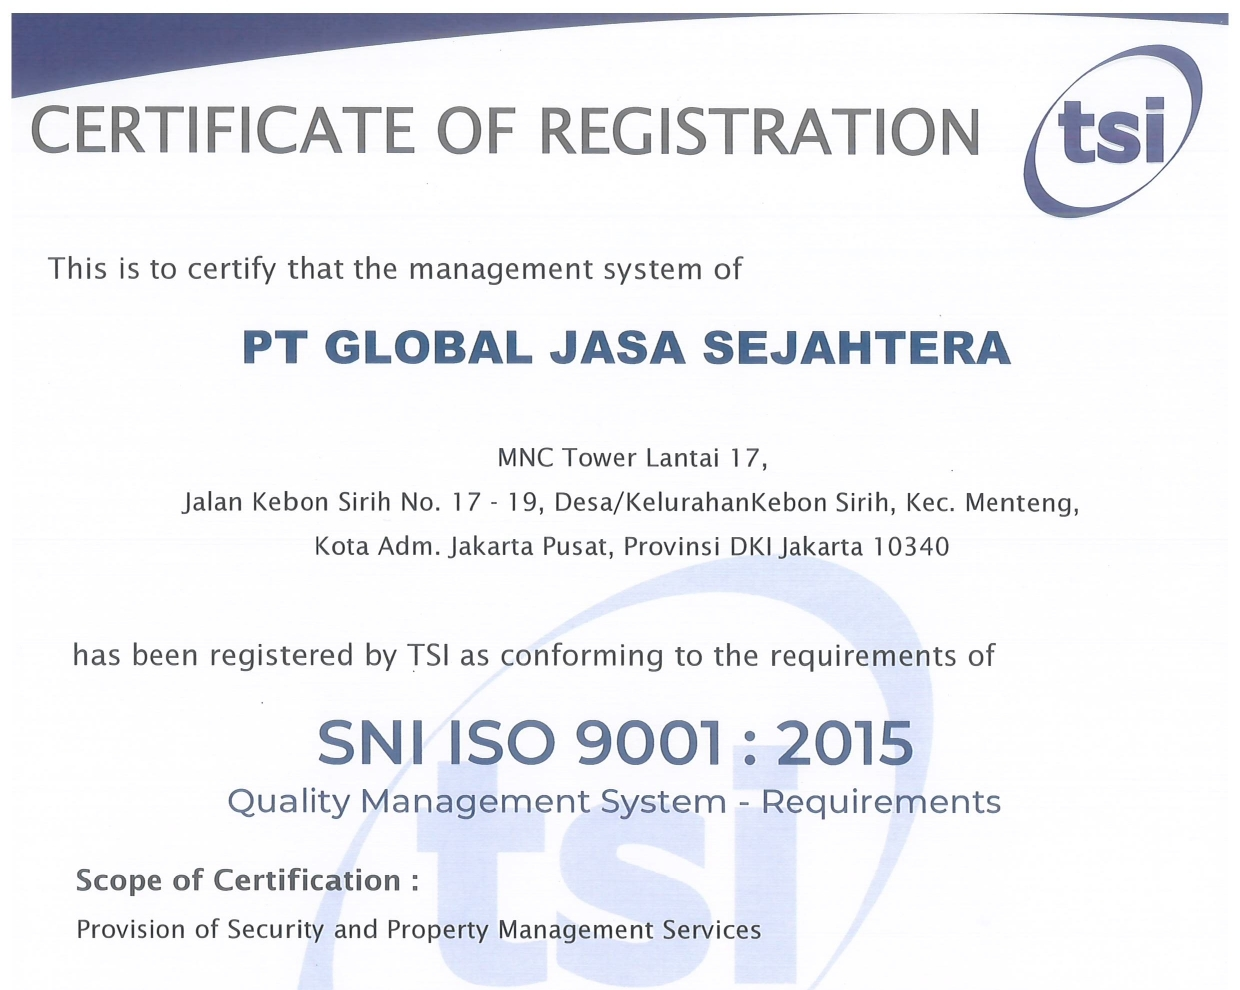 CERTIFICATE OF REGISTRATION
tsi
This is to certify that the management system of
PT GLOBAL JASA SEJAHTERA
MNC Tower Lantai 17,
Jalan Kebon Sirih No. 17 - 19, Desa/KelurahanKebon Sirih, Kec. Menteng,
Kota Adm. Jakarta Pusat, Provinsi DKI Jakarta 10340
has been registered by TSI as conforming to the requirements of
SNI ISO 9001 : 2015
Quality Management System - Requirements
tsi
Scope of Certification :
Provision of Security and Property Management Services